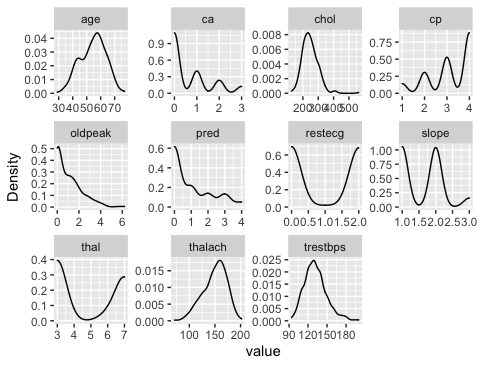 age ca chol cp
0.04 0.03 0.02 0.01 0.00
0.9 0.6 0.3 0.0
0.008 0.006 0.004 0.002 0.000
0.75 0.50 0.25 0.00
3040506070
0 1 2 3
200300400500
1 2 3 4
oldpeak pred restecg slope
0.5 0.4 0.3 0.2 0.1 0.0
0.6 0.4 0.2 0.0
0.6 0.4 0.2 0.0
1.00 0.75 0.50 0.25 0.00
0 2 4 6
0 1 2 3 4
0.00.51.01.52.0
1.01.52.02.53.0
thal thalach trestbps
0.4 0.3 0.2 0.1 0.0
0.015 0.010 0.005 0.000
0.025 0.020 0.015 0.010 0.005 0.000
3 4 5 6 7
100 150 200
90 120150180
Density
value